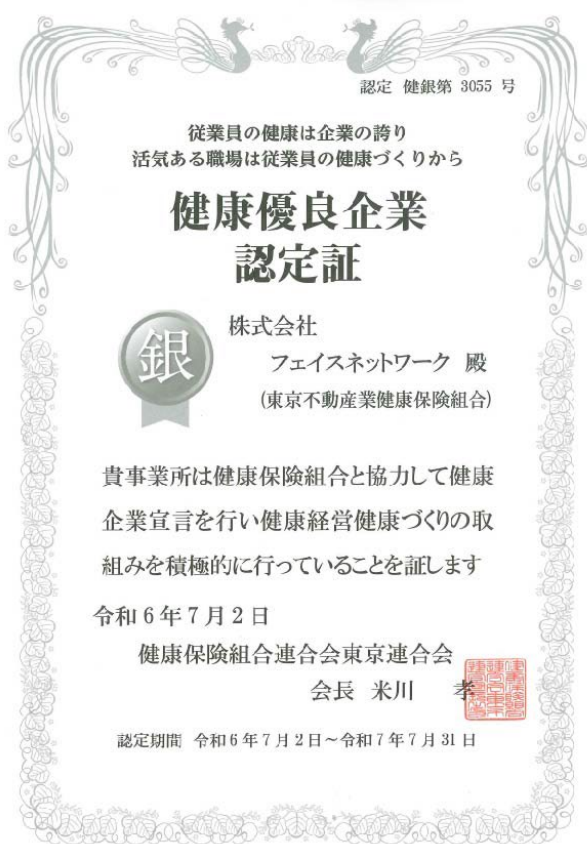 認定 健銀第 3055 号
従業員の健康は企業の誇り
活気ある職場は従業員の健康づくりから
健康優良企業
認定証
銀
株式会社
フェイスネットワーク 殿
(東京不動産業健康保険組合)
貴事業所は健康保険組合と協力して健康
企業宣言を行い健康経営健康づくりの取
組みを積極的に行っていることを証します
令和6年7月2日
健康保険組合連合会東京連合会
会長 米川 孝
認定期間 令和6年7月2日~令和7年7月31日